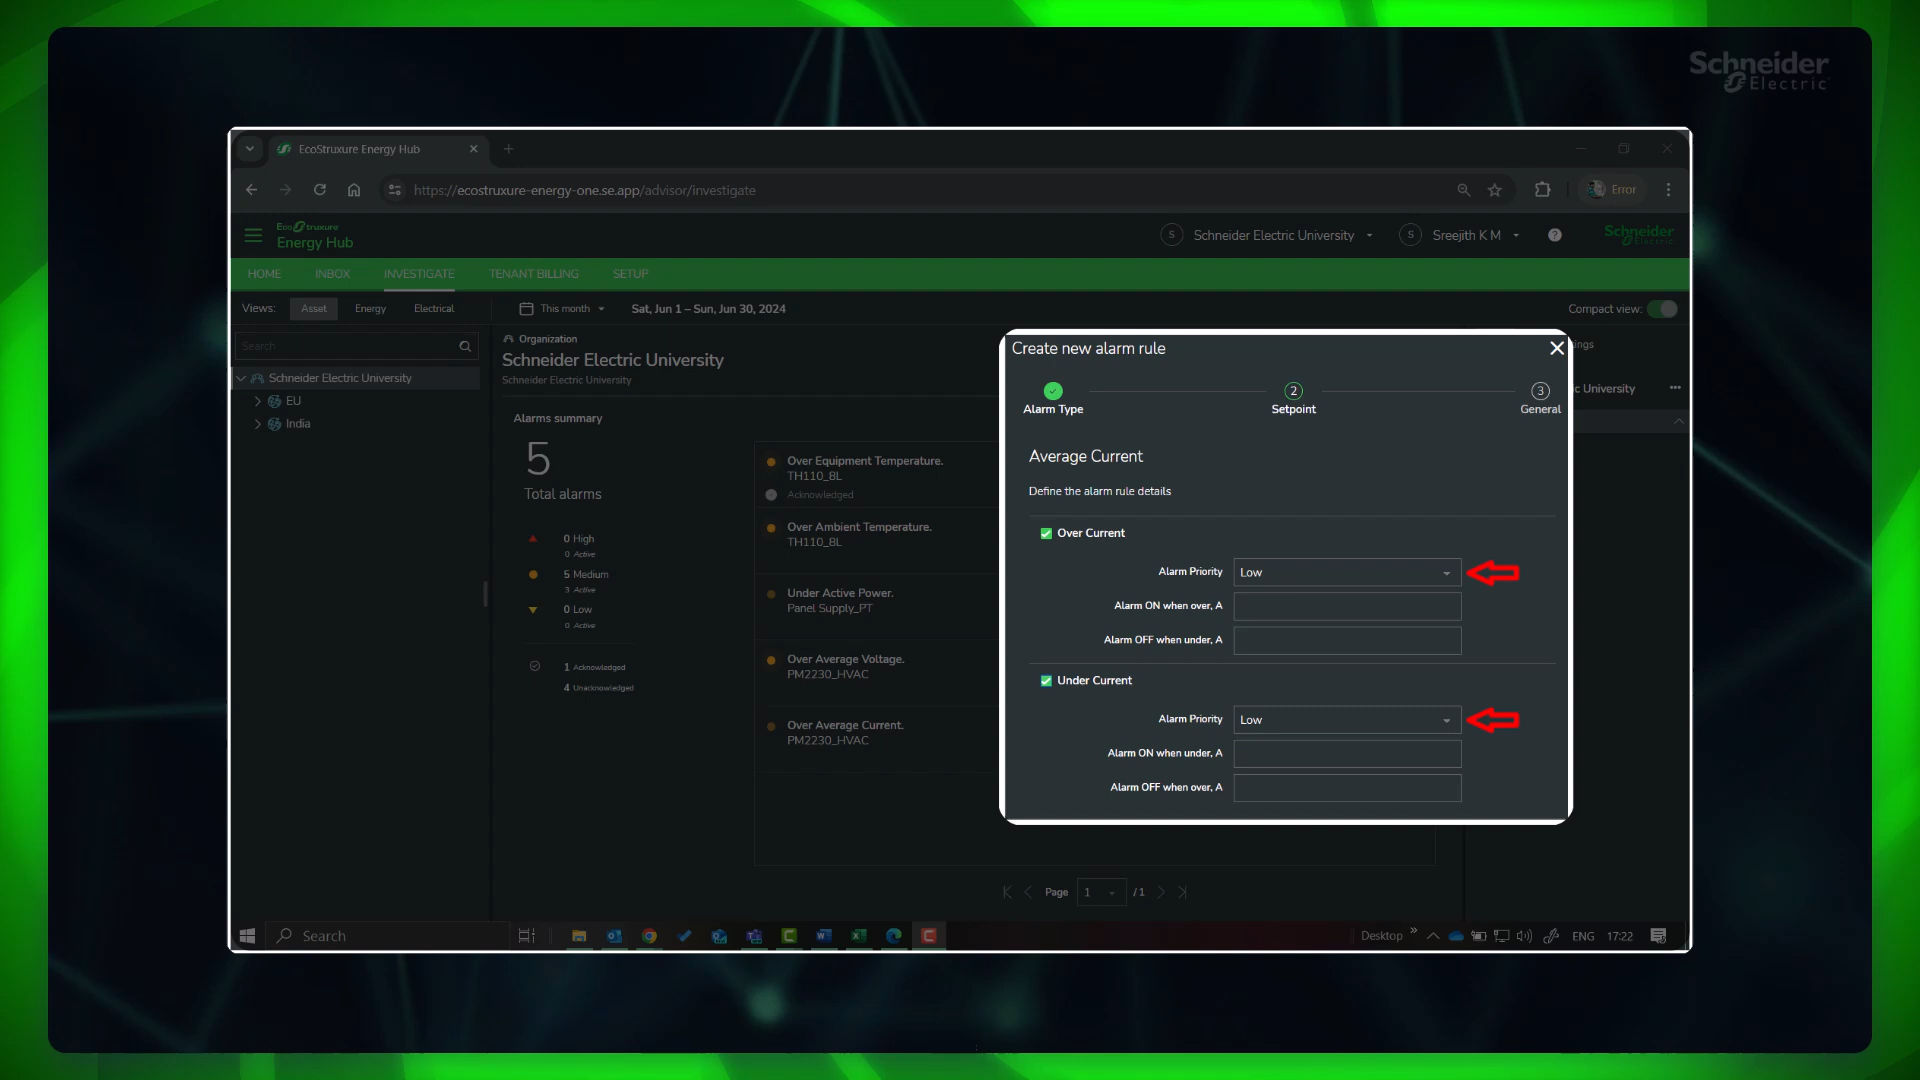 Schneider
Electric
EcoStruxure Energy Hub
https://ecostruxure-energy-one.se.app/advisor/investigate
Error
EcoStruxure
Energy Hub
S Schneider Electric University
S Sreejith K M
?
Schneider
Electric
HOME INBOX INVESTIGATE TENANT BILLING SETUP
Views: Asset Energy Electrical
This month
Sat, Jun 1 – Sun, Jun 30, 2024
Compact view:
Search
Schneider Electric University
EU
India
Organization
Schneider Electric University
Schneider Electric University
Alarms summary
5
Total alarms
0 High
0 Active
5 Medium
3 Active
0 Low
0 Active
1 Acknowledged
4 Unacknowledged
Over Equipment Temperature.
TH110_8L
Acknowledged
Over Ambient Temperature.
TH110_8L
Under Active Power.
Panel Supply_PT
Over Average Voltage.
PM2230_HVAC
Over Average Current.
PM2230_HVAC
Page 1 / 1
ings
c University
Create new alarm rule
2
3
Alarm Type
Setpoint
General
Average Current
Define the alarm rule details
Over Current
Alarm Priority Low
Alarm ON when over, A
Alarm OFF when under, A
Under Current
Alarm Priority Low
Alarm ON when under, A
Alarm OFF when over, A
Search
Desktop
ENG 17:22